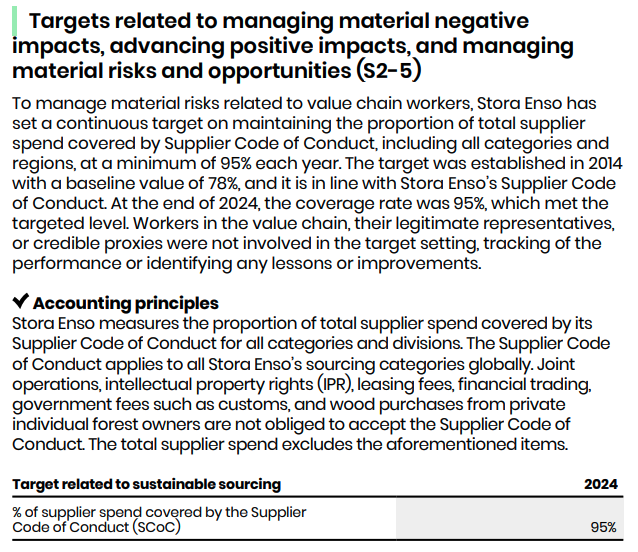 Targets related to managing material negative
impacts, advancing positive impacts, and managing
material risks and opportunities (S2-5)
To manage material risks related to value chain workers, Stora Enso has
set a continuous target on maintaining the proportion of total supplier
spend covered by Supplier Code of Conduct, including all categories and
regions, at a minimum of 95% each year. The target was established in 2014
with a baseline value of 78%, and it is in line with Stora Enso’s Supplier Code
of Conduct. At the end of 2024, the coverage rate was 95%, which met the
targeted level. Workers in the value chain, their legitimate representatives,
or credible proxies were not involved in the target setting, tracking of the
performance or identifying any lessons or improvements.
Accounting principles
Stora Enso measures the proportion of total supplier spend covered by its
Supplier Code of Conduct for all categories and divisions. The Supplier Code
of Conduct applies to all Stora Enso’s sourcing categories globally. Joint
operations, intellectual property rights (IPR), leasing fees, financial trading,
government fees such as customs, and wood purchases from private
individual forest owners are not obliged to accept the Supplier Code of
Conduct. The total supplier spend excludes the aforementioned items.
Target related to sustainable sourcing 2024
% of supplier spend covered by the Supplier
Code of Conduct (SCoC) 95%